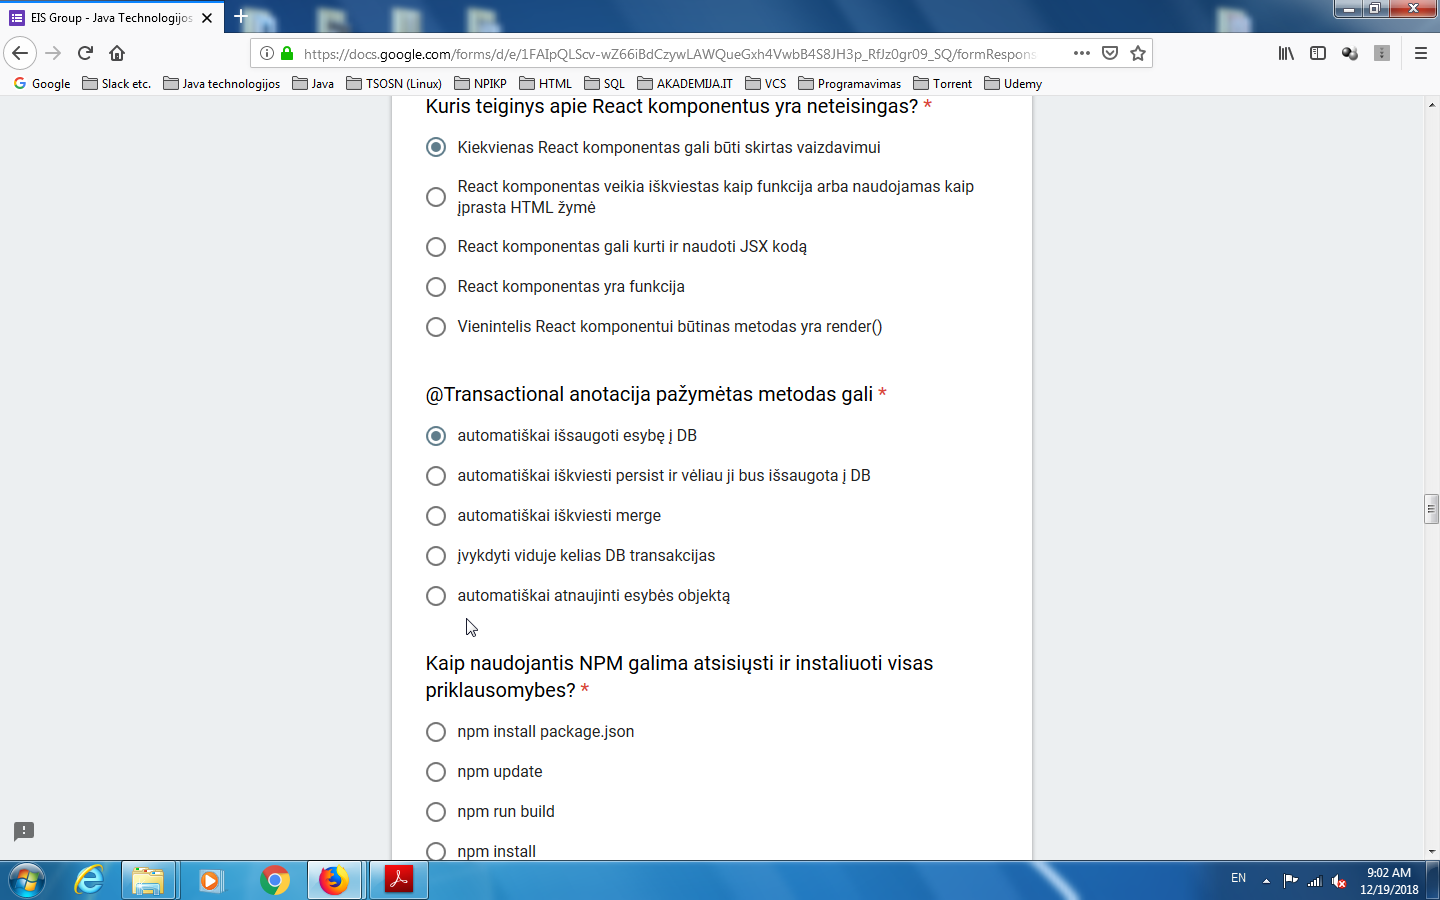 EIS Group - Java Technologijos
https://docs.google.com/forms/d/e/1FAIpQLScv-wZ66iBdCzywLAWQueGxh4VwbB4S8JH3p_RfJz0gr09_SQ/formRespons
Google Slack etc. Java technologijos Java TSOSN (Linux) NPIKP HTML SQL AKADEMIJA.IT VCS Programavimas Torrent Udemy
Kuris teiginys apie React komponentus yra neteisingas? *
Kiekvienas React komponentas gali būti skirtas vaizdavimui
React komponentas veikia iškviestas kaip funkcija arba naudojamas kaip
įprasta HTML žymė
React komponentas gali kurti ir naudoti JSX kodą
React komponentas yra funkcija
Vienintelis React komponentui būtinas metodas yra render()
@Transactional anotacija pažymėtas metodas gali *
automatiškai išsaugoti esybę į DB
automatiškai iškviesti persist ir vėliau ji bus išsaugota į DB
automatiškai iškviesti merge
įvykdyti viduje kelias DB transakcijas
automatiškai atnaujinti esybės objektą
Kaip naudojantis NPM galima atsisiųsti ir instaliuoti visas
priklausomybes? *
npm install package.json
npm update
npm run build
npm install
EN
9:02 AM
12/19/2018